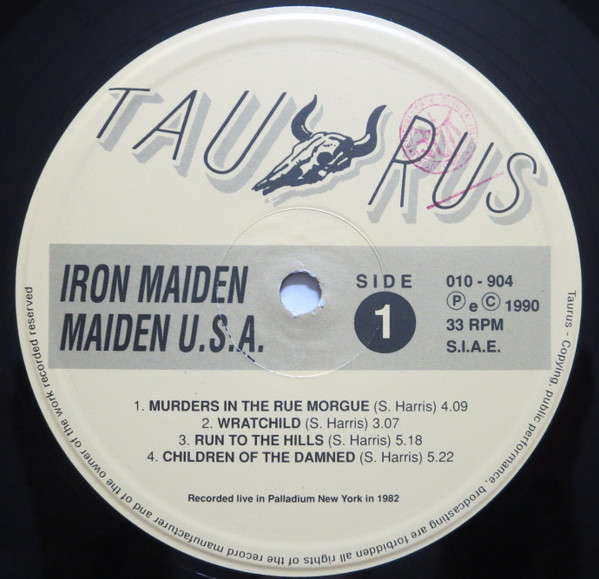 TAURUS
IRON MAIDEN
MAIDEN U.S.A.
SIDE
1
010 - 904
Ⓟ e Ⓒ 1990
33 RPM
S.I.A.E.
1. MURDERS IN THE RUE MORGUE (S. Harris) 4.09
2. WRATCHILD (S. Harris) 3.07
3. RUN TO THE HILLS (S. Harris) 5.18
4. CHILDREN OF THE DAMNED (S. Harris) 5.22
Recorded live in Palladium New York in 1982
Taurus - Copying, public performance, brodcasting are forbidden all rights of the record manufacturer and of the owner of the work recorded reserved